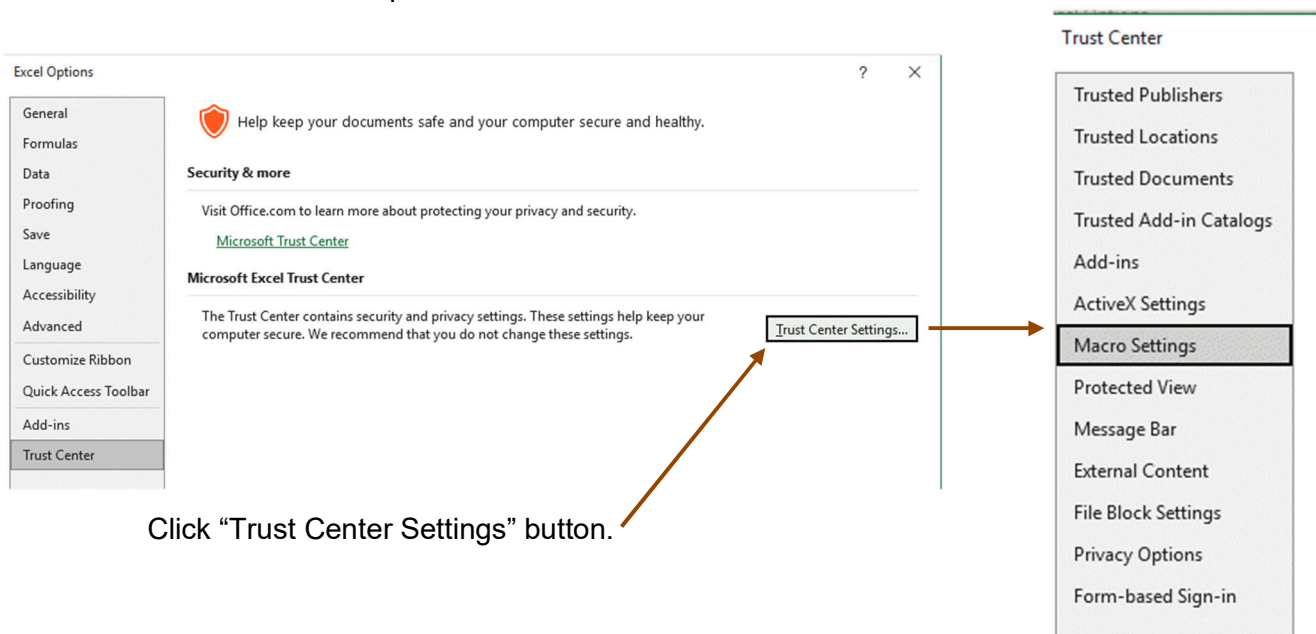 Excel Options
?
×
General
Formulas
Data
Proofing
Save
Language
Accessibility
Advanced
Customize Ribbon
Quick Access Toolbar
Add-ins
Trust Center
Help keep your documents safe and your computer secure and healthy.
Security & more
Visit Office.com to learn more about protecting your privacy and security.
Microsoft Trust Center
Microsoft Excel Trust Center
The Trust Center contains security and privacy settings. These settings help keep your
computer secure. We recommend that you do not change these settings.
Trust Center Settings...
Click “Trust Center Settings” button.
Trust Center
Trusted Publishers
Trusted Locations
Trusted Documents
Trusted Add-in Catalogs
Add-ins
ActiveX Settings
Macro Settings
Protected View
Message Bar
External Content
File Block Settings
Privacy Options
Form-based Sign-in